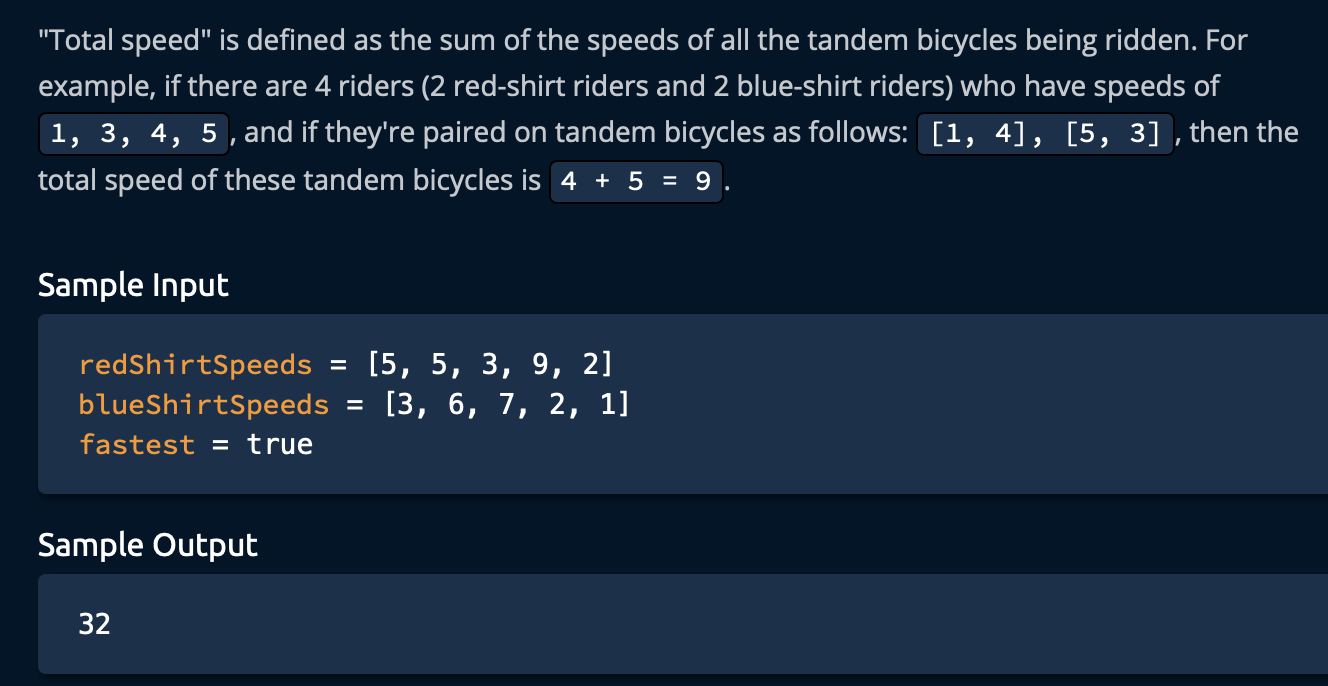 "Total speed" is defined as the sum of the speeds of all the tandem bicycles being ridden. For
example, if there are 4 riders (2 red-shirt riders and 2 blue-shirt riders) who have speeds of
1, 3, 4, 5, and if they're paired on tandem bicycles as follows: [1, 4], [5, 3], then the
total speed of these tandem bicycles is 4 + 5 = 9.
Sample Input
redShirtSpeeds = [5, 5, 3, 9, 2]
blueShirtSpeeds = [3, 6, 7, 2, 1]
fastest = true
Sample Output
32